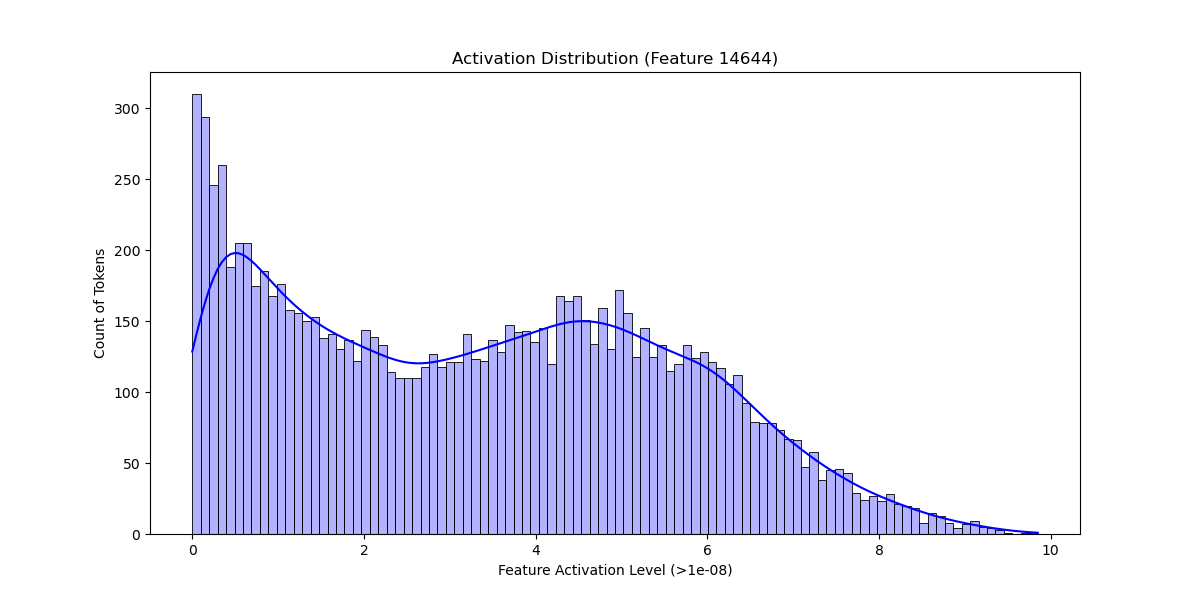 Activation Distribution (Feature 14644)
300
250
200
150
100
50
0
Count of Tokens
0 2 4 6 8 10
Feature Activation Level (>1e-08)